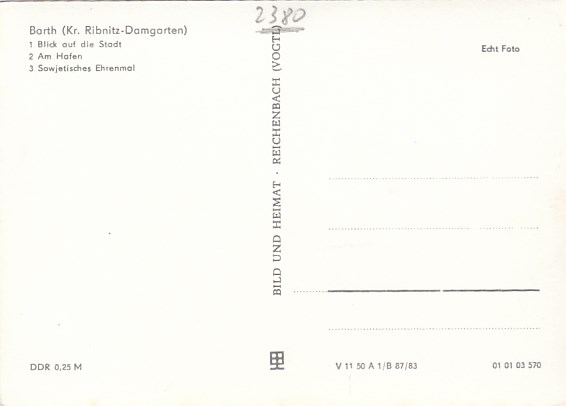 2380
Barth (Kr. Ribnitz-Damgarten)
1 Blick auf die Stadt
2 Am Hafen
3 Sowjetisches Ehrenmal
Echt Foto
BILD UND HEIMAT · REICHENBACH (VOGTL)
DDR 0,25 M
V 11 50 A 1/B 87/83
01 01 03 570